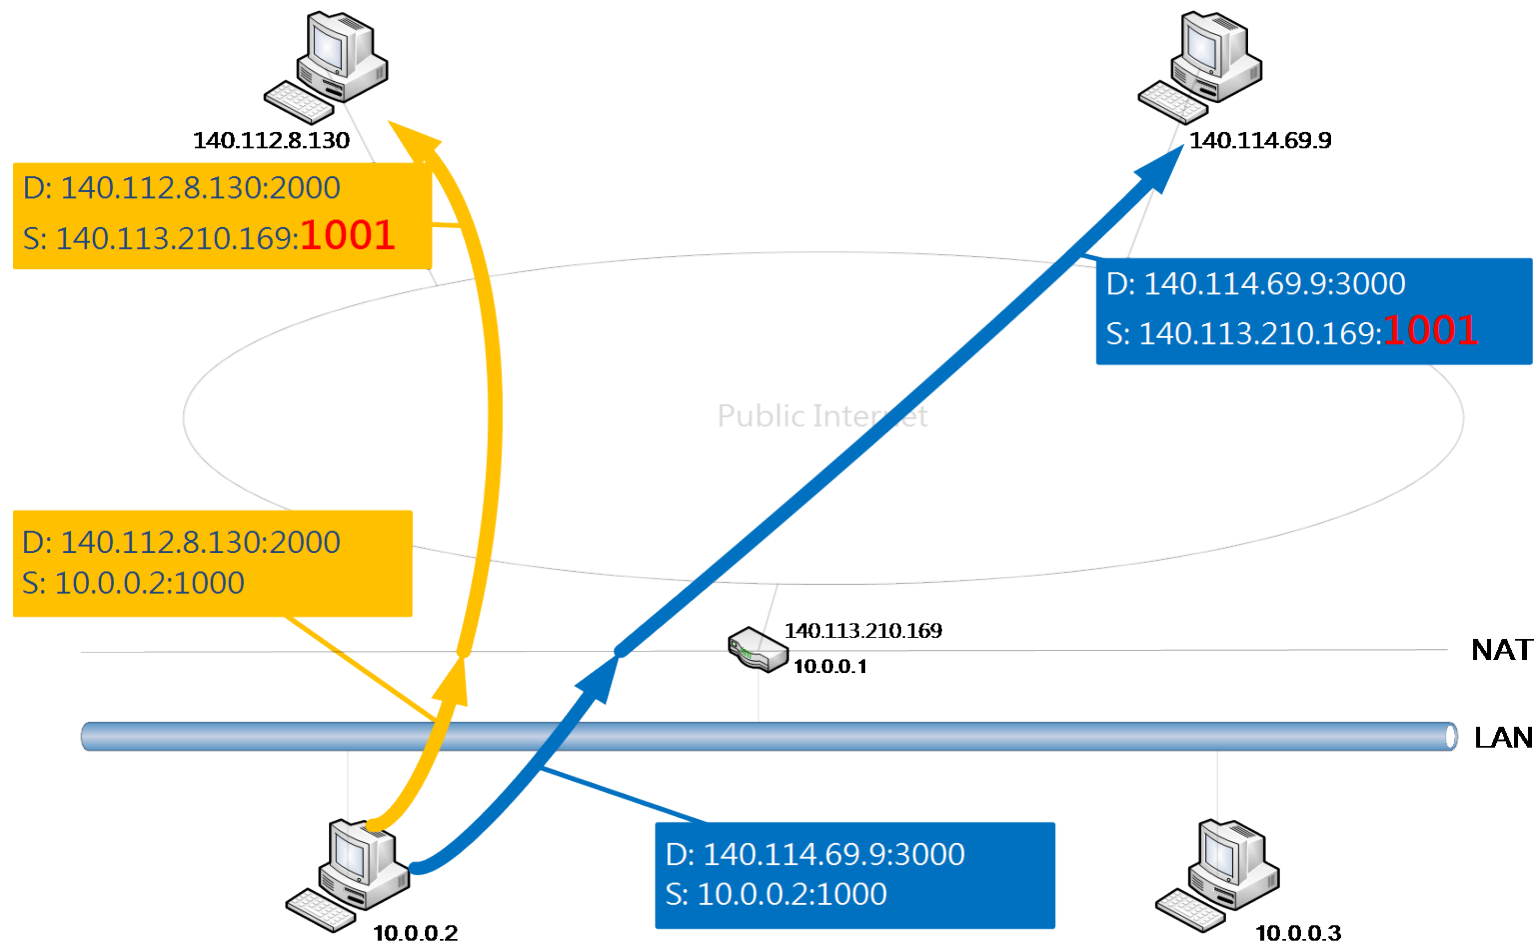 140.112.8.130
140.114.69.9
D: 140.112.8.130:2000
S: 140.113.210.169:1001
D: 140.114.69.9:3000
S: 140.113.210.169:1001
Public Internet
D: 140.112.8.130:2000
S: 10.0.0.2:1000
140.113.210.169
10.0.0.1
NAT
LAN
D: 140.114.69.9:3000
S: 10.0.0.2:1000
10.0.0.2
10.0.0.3